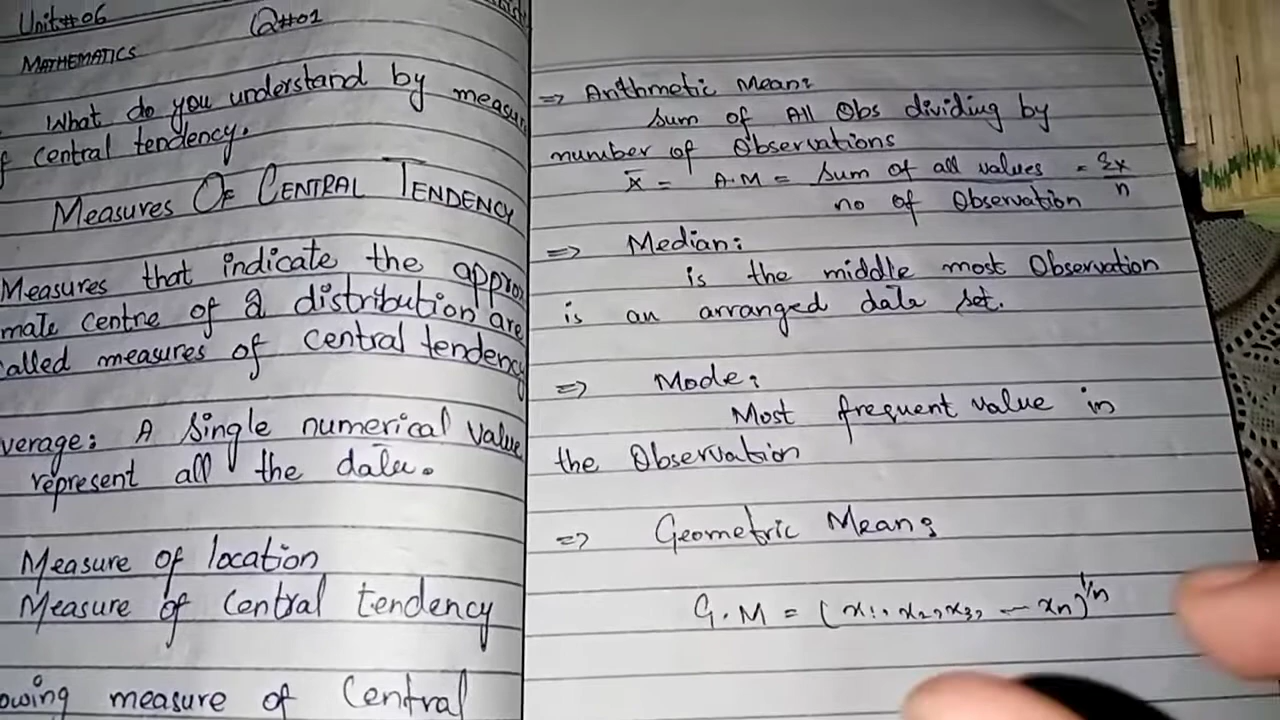 Unit#06 Q#01
MATHEMATICS
What do you understand by measur
f central tendency.
MEASURES OF CENTRAL TENDENCY
Measures that indicate the approx
mate centre of a distribution are
called measures of central tendency
verage: A single numerical value
represent all the data.
Measure of location
Measure of central tendency
owing measure of Central
=> Arithmetic Mean:
Sum of All Obs dividing by
number of Observations
x̄ = A.M = Sum of all values = Σx
no of Observation n
=> Median:
is the middle most Observation
is an arranged data set.
=> Mode:
Most frequent value in
the Observation
=> Geometric Mean:
G.M = (x1, x2, x3, — xn)^1/n